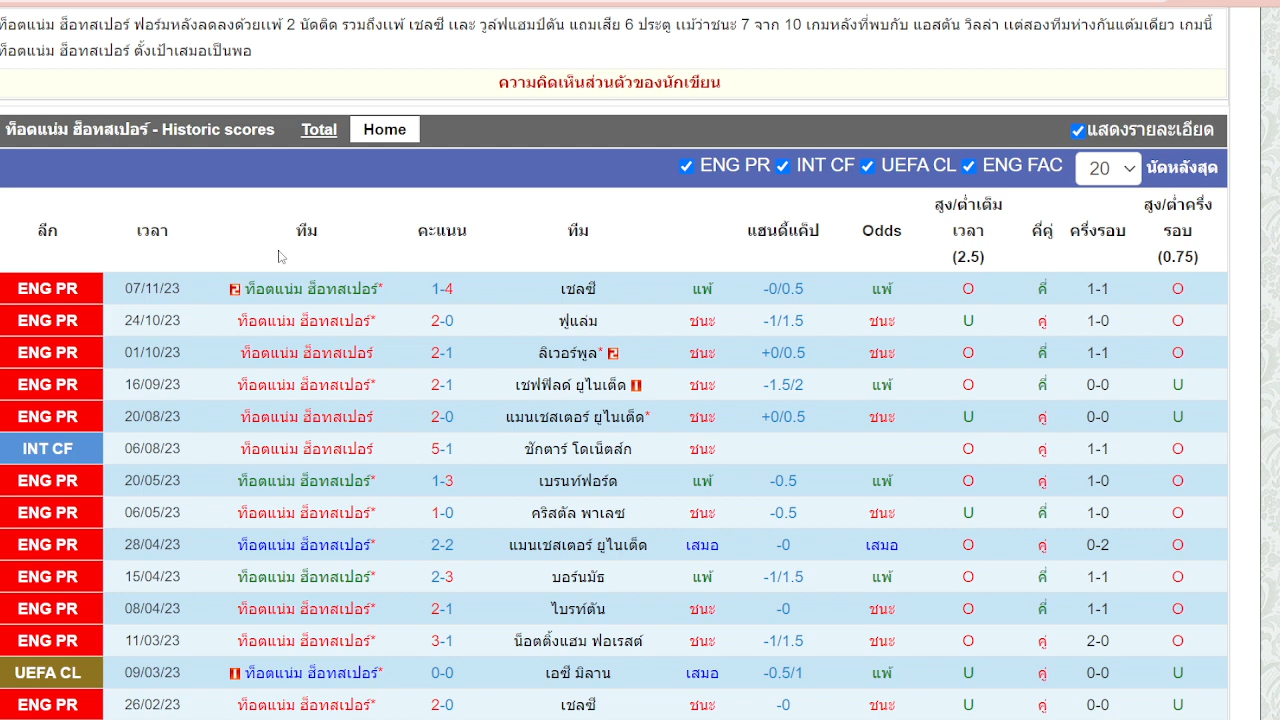 ท็อตแน่ม ฮ็อทสเปอร์ ฟอร์มหลังลดลงด้วยแพ้ 2 นัดติด รวมถึงแพ้ เชลซี และ วูล์ฟแฮมป์ตัน แถมเสีย 6 ประตู แม้ว่าชนะ 7 จาก 10 เกมหลังที่พบกับ แอสตัน วิลล่า แต่สองทีมห่างกันแต้มเดียว เกมนี้
ท็อตแน่ม ฮ็อทสเปอร์ ตั้งเป้าเสมอเป็นพอ
ความคิดเห็นส่วนตัวของนักเขียน
ท็อตแน่ม ฮ็อทสเปอร์ - Historic scores Total Home แสดงรายละเอียด
ENG PR INT CF UEFA CL ENG FAC 20 นัดหลังสุด
ลีก เวลา ทีม คะแนน ทีม แฮนดี้แค็ป Odds สูง/ต่ำเต็มเวลา (2.5) คี่คู่ ครึ่งรอบ สูง/ต่ำครึ่งรอบ (0.75)
ENG PR 07/11/23 2 ท็อตแน่ม ฮ็อทสเปอร์* 1-4 เชลซี แพ้ -0/0.5 แพ้ O คี่ 1-1 O
ENG PR 24/10/23 ท็อตแน่ม ฮ็อทสเปอร์* 2-0 ฟูแล่ม ชนะ -1/1.5 ชนะ U คู่ 1-0 O
ENG PR 01/10/23 ท็อตแน่ม ฮ็อทสเปอร์ 2-1 ลิเวอร์พูล* 2 ชนะ +0/0.5 ชนะ O คี่ 1-1 O
ENG PR 16/09/23 ท็อตแน่ม ฮ็อทสเปอร์* 2-1 เชฟฟิลด์ ยูไนเต็ด 1 ชนะ -1.5/2 แพ้ O คี่ 0-0 U
ENG PR 20/08/23 ท็อตแน่ม ฮ็อทสเปอร์ 2-0 แมนเชสเตอร์ ยูไนเต็ด* ชนะ +0/0.5 ชนะ U คู่ 0-0 U
INT CF 06/08/23 ท็อตแน่ม ฮ็อทสเปอร์ 5-1 ชักตาร์ โดเน็ตส์ก ชนะ O คู่ 1-1 O
ENG PR 20/05/23 ท็อตแน่ม ฮ็อทสเปอร์* 1-3 เบรนท์ฟอร์ด แพ้ -0.5 แพ้ O คู่ 1-0 O
ENG PR 06/05/23 ท็อตแน่ม ฮ็อทสเปอร์* 1-0 คริสตัล พาเลซ ชนะ -0.5 ชนะ U คี่ 1-0 O
ENG PR 28/04/23 ท็อตแน่ม ฮ็อทสเปอร์* 2-2 แมนเชสเตอร์ ยูไนเต็ด เสมอ -0 เสมอ O คู่ 0-2 O
ENG PR 15/04/23 ท็อตแน่ม ฮ็อทสเปอร์* 2-3 บอร์นมัธ แพ้ -1/1.5 แพ้ O คี่ 1-1 O
ENG PR 08/04/23 ท็อตแน่ม ฮ็อทสเปอร์* 2-1 ไบรท์ตัน ชนะ -0 ชนะ O คี่ 1-1 O
ENG PR 11/03/23 ท็อตแน่ม ฮ็อทสเปอร์* 3-1 น็อตติ้งแฮม ฟอเรสต์ ชนะ -1/1.5 ชนะ O คู่ 2-0 O
UEFA CL 09/03/23 1 ท็อตแน่ม ฮ็อทสเปอร์* 0-0 เอซี มิลาน เสมอ -0.5/1 แพ้ U คู่ 0-0 U
ENG PR 26/02/23 ท็อตแน่ม ฮ็อทสเปอร์* 2-0 เชลซี ชนะ -0 ชนะ U คู่ 0-0 U